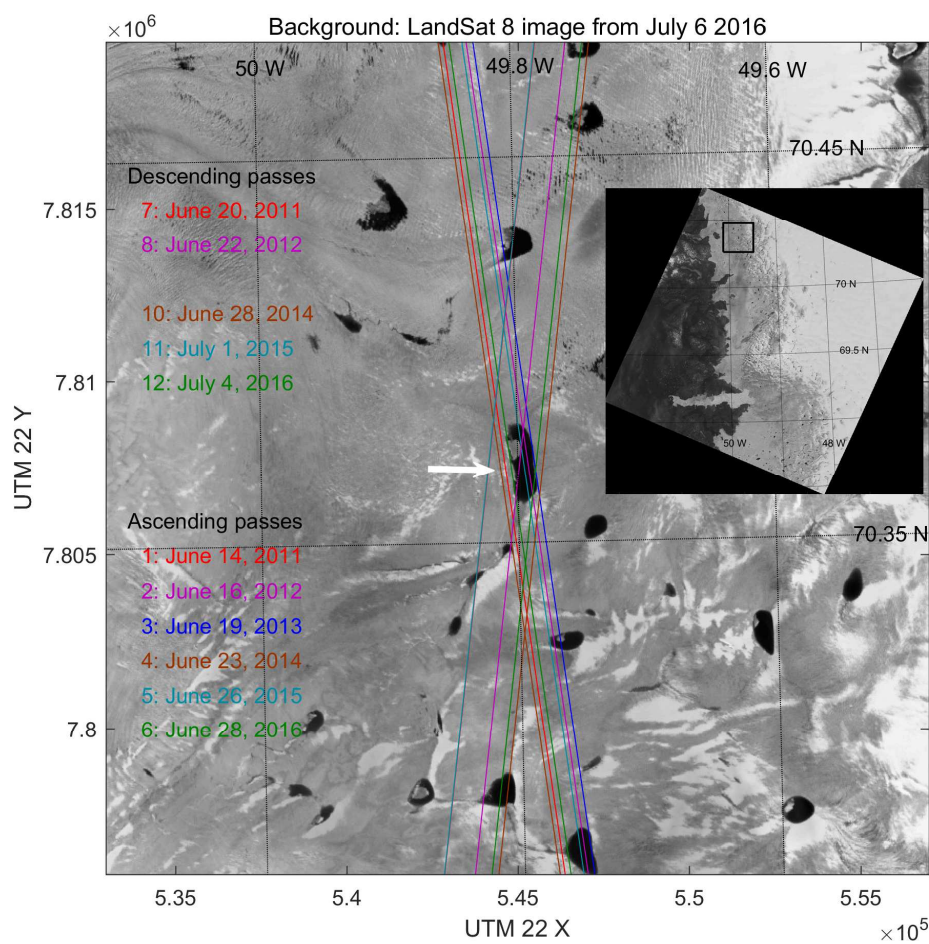 Background: LandSat 8 image from July 6 2016
×10⁶
50 W
49.8 W
49.6 W
70.45 N
Descending passes
7: June 20, 2011
8: June 22, 2012
10: June 28, 2014
11: July 1, 2015
12: July 4, 2016
7.815
7.81
7.805
7.8
UTM 22 Y
70 N
69.5 N
50 W
48 W
70.35 N
Ascending passes
1: June 14, 2011
2: June 16, 2012
3: June 19, 2013
4: June 23, 2014
5: June 26, 2015
6: June 28, 2016
5.35
5.4
5.45
5.5
5.55
UTM 22 X
×10⁵